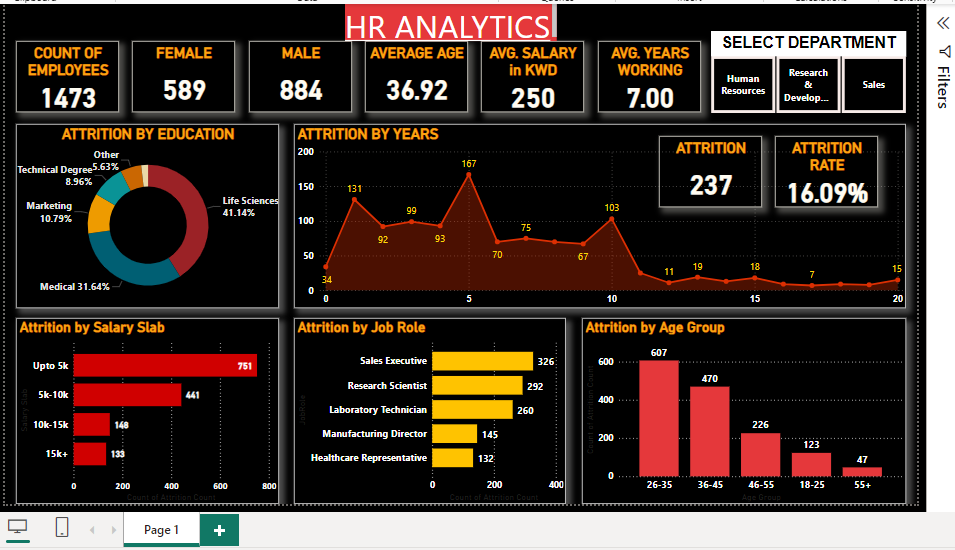 HR ANALYTICS
COUNT OF
EMPLOYEES
1473
FEMALE
589
MALE
884
AVERAGE AGE
36.92
AVG. SALARY
in KWD
250
AVG. YEARS
WORKING
7.00
SELECT DEPARTMENT
Human
Resources
Research
&
Develop...
Sales
Filters
ATTRITION BY EDUCATION
Other
5.63%
Technical Degree
8.96%
Marketing
10.79%
Life Sciences
41.14%
Medical 31.64%
ATTRITION BY YEARS
200
150
100
50
0
34
131
92
99
93
167
70
75
67
103
11
19
18
7
15
0
5
10
15
20
ATTRITION
237
ATTRITION
RATE
16.09%
Attrition by Salary Slab
Salary Slab
Upto 5k
751
5k-10k
441
10k-15k
148
15k+
133
0
200
400
600
800
Count of Attrition Count
Attrition by Job Role
JobRole
Sales Executive
326
Research Scientist
292
Laboratory Technician
260
Manufacturing Director
145
Healthcare Representative
132
0
200
400
Count of Attrition Count
Attrition by Age Group
Count of Attrition Count
600
400
200
0
607
470
226
123
47
26-35
36-45
46-55
18-25
55+
Age Group
Page 1